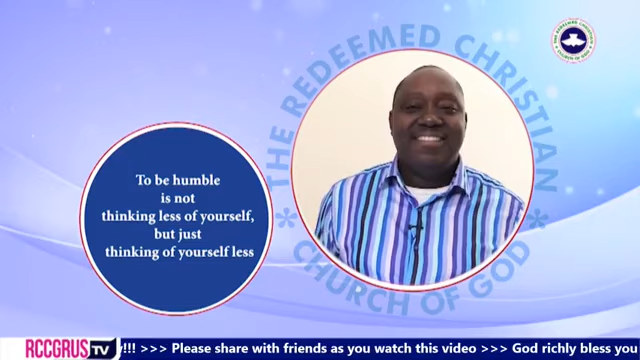 THE REDEEMED CHRISTIAN
CHURCH OF GOD
To be humble
is not
thinking less of yourself,
but just
thinking of yourself less
RCCGRUS TV
y!!! >>> Please share with friends as you watch this video >>> God richly bless you